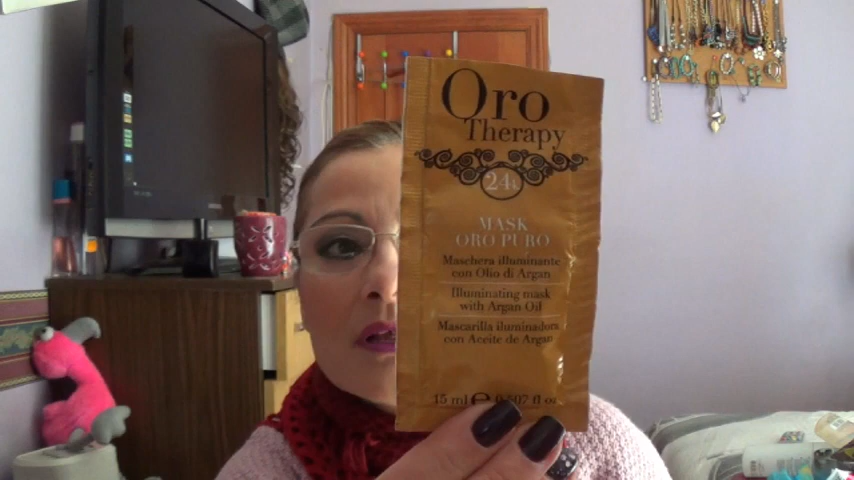 Oro
Therapy
24k
MASK
ORO PURO
Maschera illuminante
con Olio di Argan
Illuminating mask
with Argan Oil
Mascarilla iluminadora
con Aceite de Argan
15 ml ℮ 0.507 fl oz